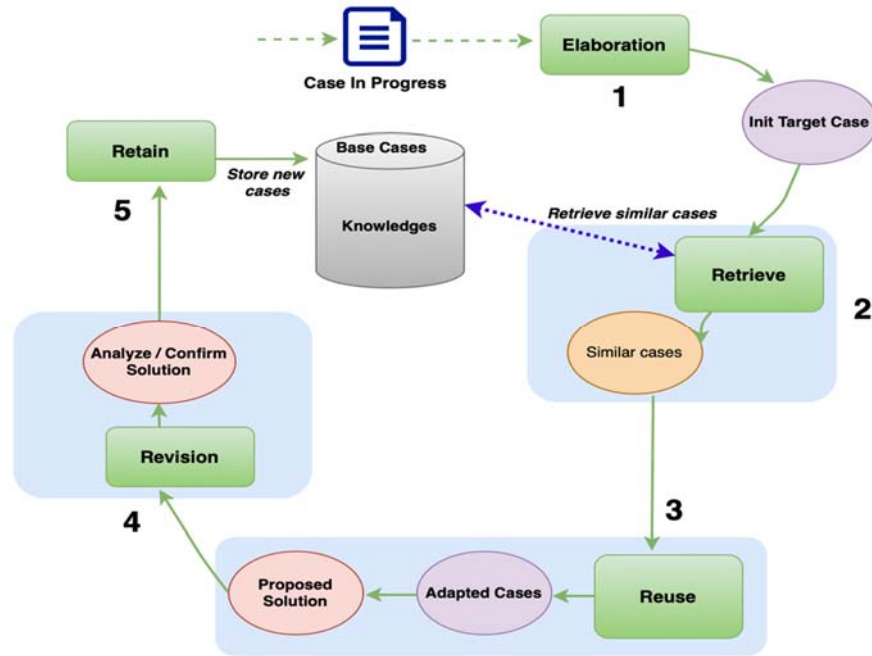 Case In Progress
Elaboration
1
Init Target Case
Retain
5
Store new
cases
Base Cases
Knowledges
Retrieve similar cases
Retrieve
2
Similar cases
Analyze / Confirm
Solution
Revision
4
3
Proposed
Solution
Adapted Cases
Reuse